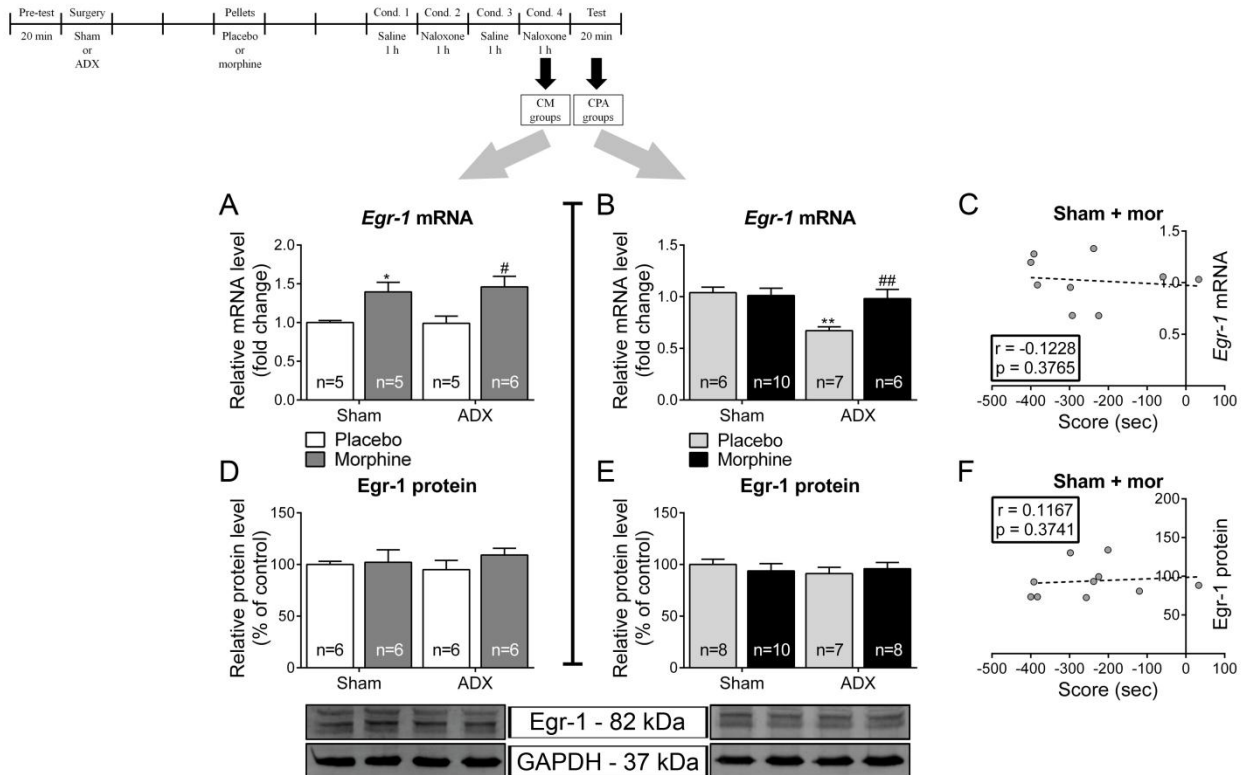 Pre-test Surgery Pellets Cond. 1 Cond. 2 Cond. 3 Cond. 4 Test
20 min Sham Placebo Saline Naloxone Saline Naloxone 20 min
or or 1 h 1 h 1 h 1 h
ADX morphine
CM CPA
groups groups
A
Egr-1 mRNA
Relative mRNA level
(fold change)
2.0
1.5
1.0
0.5
0.0
*
#
n=5 n=5 n=5 n=6
Sham ADX
Placebo
Morphine
B
Egr-1 mRNA
Relative mRNA level
(fold change)
1.5
1.0
0.5
0.0
**
##
n=6 n=10 n=7 n=6
Sham ADX
Placebo
Morphine
C
Sham + mor
1.5
1.0
0.5
Egr-1 mRNA
r = -0.1228
p = 0.3765
-500 -400 -300 -200 -100 0 100
Score (sec)
D
Egr-1 protein
Relative protein level
(% of control)
150
100
50
0
n=6 n=6 n=6 n=6
Sham ADX
E
Egr-1 protein
Relative protein level
(% of control)
150
100
50
0
n=8 n=10 n=7 n=8
Sham ADX
F
Sham + mor
r = 0.1167
p = 0.3741
200
150
100
50
Egr-1 protein
-500 -400 -300 -200 -100 0 100
Score (sec)
Egr-1 - 82 kDa
GAPDH - 37 kDa